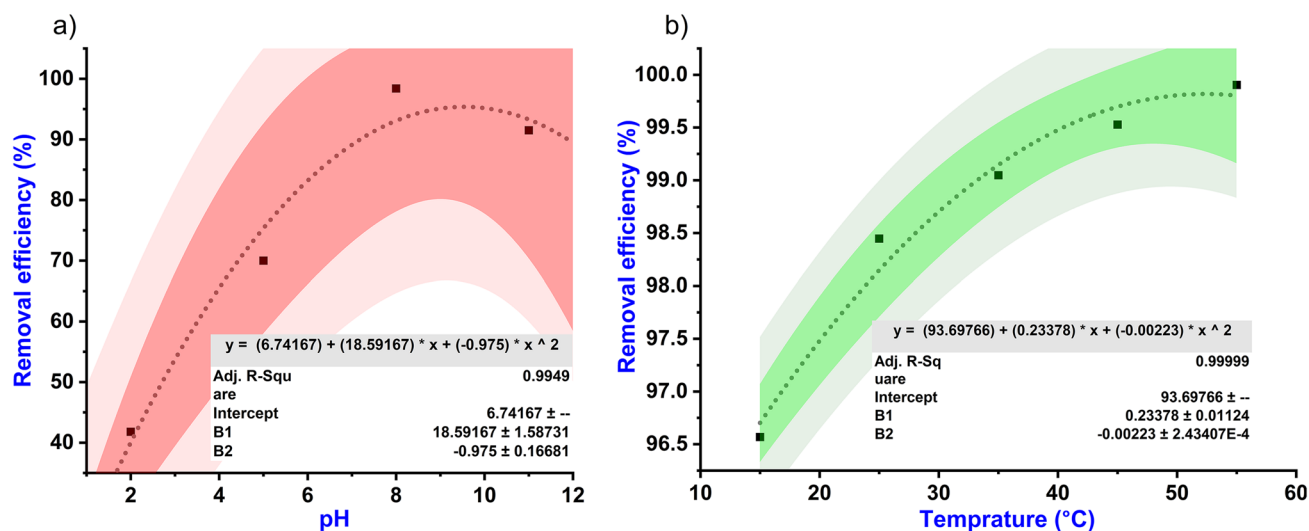 a)
Removal efficiency (%)
100
90
80
70
60
50
40
2
4
6
8
10
12
pH
y = (6.74167) + (18.59167) * x + (-0.975) * x ^ 2
Adj. R-Squ
are
0.9949
Intercept
6.74167 ± --
B1
18.59167 ± 1.58731
B2
-0.975 ± 0.16681
b)
Removal efficiency (%)
100.0
99.5
99.0
98.5
98.0
97.5
97.0
96.5
10
20
30
40
50
60
Temprature (°C)
y = (93.69766) + (0.23378) * x + (-0.00223) * x ^ 2
Adj. R-Sq
uare
0.99999
Intercept
93.69766 ± --
B1
0.23378 ± 0.01124
B2
-0.00223 ± 2.43407E-4